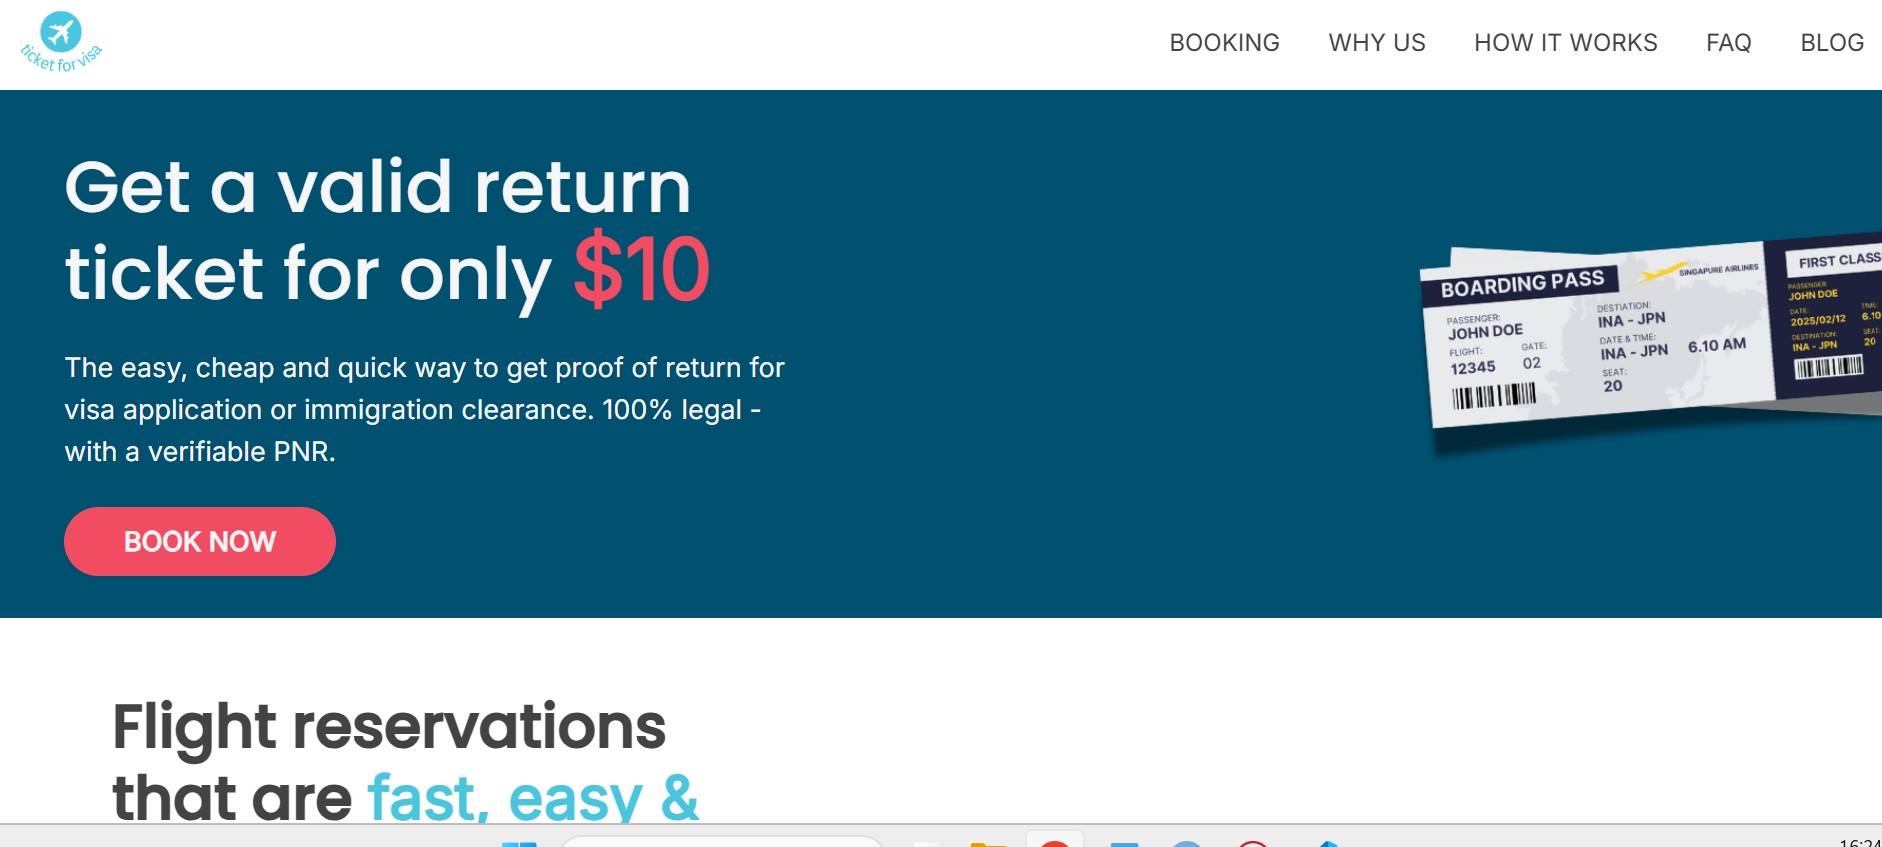 ticket for visa
BOOKING WHY US HOW IT WORKS FAQ BLOG
Get a valid return
ticket for only $10
The easy, cheap and quick way to get proof of return for
visa application or immigration clearance. 100% legal -
with a verifiable PNR.
BOOK NOW
BOARDING PASS
SINGAPURE AIRLINES
PASSENGER:
JOHN DOE
FLIGHT:
12345
GATE:
02
DESTIATION:
INA - JPN
DATE & TIME:
INA - JPN 6.10 AM
SEAT:
20
FIRST CLASS
PASSENGER:
JOHN DOE
DATE:
2025/02/12
TIME:
6.10
DESTINATION:
INA - JPN
SEAT:
20
Flight reservations
that are fast, easy &